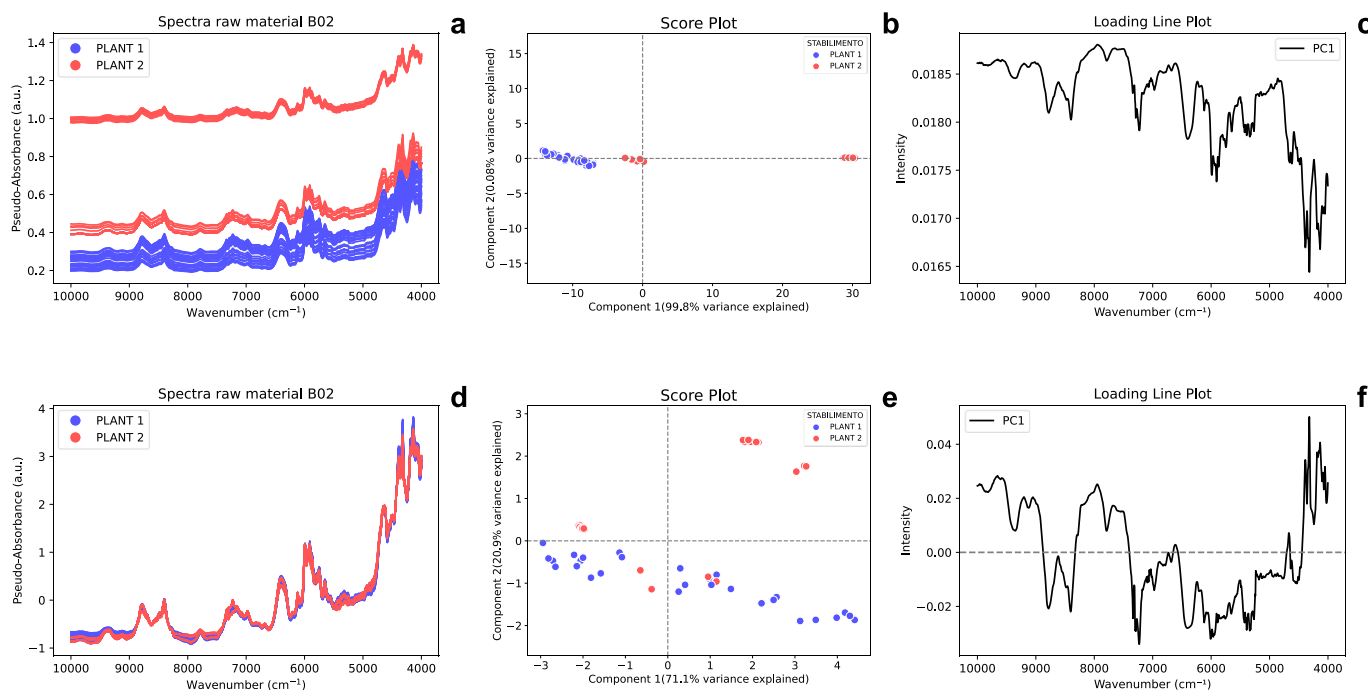 Spectra raw material B02
a
PLANT 1
PLANT 2
Pseudo-Absorbance (a.u.)
1.4
1.2
1.0
0.8
0.6
0.4
0.2
10000 9000 8000 7000 6000 5000 4000
Wavenumber (cm⁻¹)
Score Plot
b
STABILIMENTO
PLANT 1
PLANT 2
Component 2(0.08% variance explained)
15
10
5
0
−5
−10
−15
−10 0 10 20 30
Component 1(99.8% variance explained)
Loading Line Plot
c
PC1
Intensity
0.0185
0.0180
0.0175
0.0170
0.0165
10000 9000 8000 7000 6000 5000 4000
Wavenumber (cm⁻¹)
Spectra raw material B02
d
PLANT 1
PLANT 2
Pseudo-Absorbance (a.u.)
4
3
2
1
0
−1
10000 9000 8000 7000 6000 5000 4000
Wavenumber (cm⁻¹)
Score Plot
e
STABILIMENTO
PLANT 1
PLANT 2
Component 2(20.9% variance explained)
3
2
1
0
−1
−2
−3 −2 −1 0 1 2 3 4
Component 1(71.1% variance explained)
Loading Line Plot
f
PC1
Intensity
0.04
0.02
0.00
−0.02
10000 9000 8000 7000 6000 5000 4000
Wavenumber (cm⁻¹)